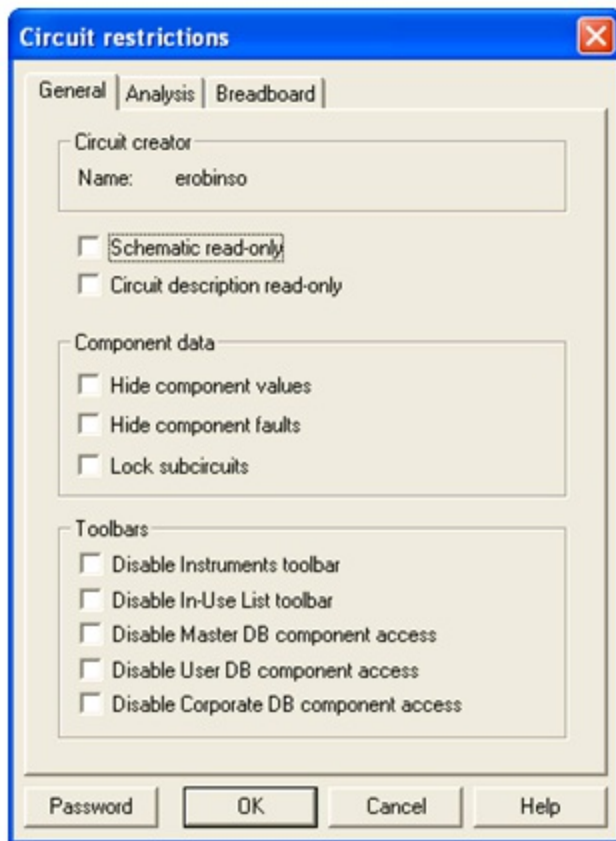 Circuit restrictions
General Analysis Breadboard
Circuit creator
Name: erobinso
Schematic read-only
Circuit description read-only
Component data
Hide component values
Hide component faults
Lock subcircuits
Toolbars
Disable Instruments toolbar
Disable In-Use List toolbar
Disable Master DB component access
Disable User DB component access
Disable Corporate DB component access
Password OK Cancel Help